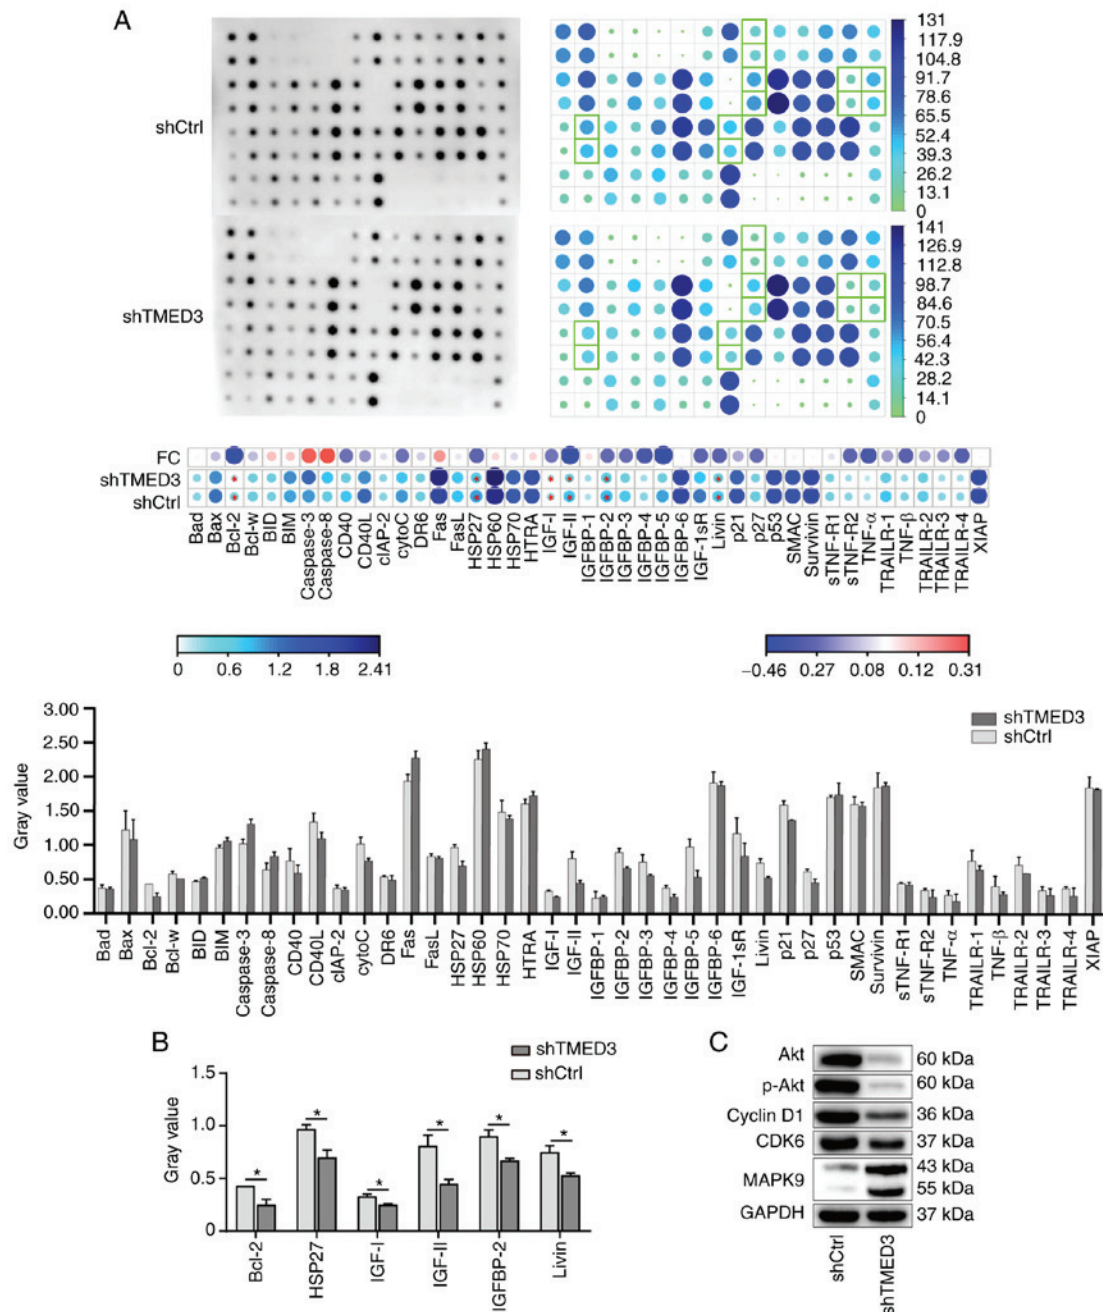 A
shCtrl
131
117.9
104.8
91.7
78.6
65.5
52.4
39.3
26.2
13.1
0
shTMED3
141
126.9
112.8
98.7
84.6
70.5
56.4
42.3
28.2
14.1
0
FC
shTMED3
shCtrl
Bad
Bax
Bcl-2
Bcl-w
BID
BIM
Caspase-3
Caspase-8
CD40
CD40L
cIAP-2
cytoC
DR6
Fas
FasL
HSP27
HSP60
HSP70
HTRA
IGF-I
IGF-II
IGFBP-1
IGFBP-2
IGFBP-3
IGFBP-4
IGFBP-5
IGFBP-6
IGF-1sR
Livin
p21
p27
p53
SMAC
Survivin
sTNF-R1
sTNF-R2
TNF-α
TRAILR-1
TNF-β
TRAILR-2
TRAILR-3
TRAILR-4
XIAP
0 0.6 1.2 1.8 2.41
−0.46 0.27 0.08 0.12 0.31
Gray value
3.00
2.50
2.00
1.50
1.00
0.50
0.00
shTMED3
shCtrl
Bad
Bax
Bcl-2
Bcl-w
BID
BIM
Caspase-3
Caspase-8
CD40
CD40L
cIAP-2
cytoC
DR6
Fas
FasL
HSP27
HSP60
HSP70
HTRA
IGF-I
IGF-II
IGFBP-1
IGFBP-2
IGFBP-3
IGFBP-4
IGFBP-5
IGFBP-6
IGF-1sR
Livin
p21
p27
p53
SMAC
Survivin
sTNF-R1
sTNF-R2
TNF-α
TRAILR-1
TNF-β
TRAILR-2
TRAILR-3
TRAILR-4
XIAP
B
shTMED3
shCtrl
Gray value
1.5
1.0
0.5
0
* * * * * *
Bcl-2
HSP27
IGF-I
IGF-II
IGFBP-2
Livin
C
Akt 60 kDa
p-Akt 60 kDa
Cyclin D1 36 kDa
CDK6 37 kDa
MAPK9 43 kDa
55 kDa
GAPDH 37 kDa
shCtrl
shTMED3